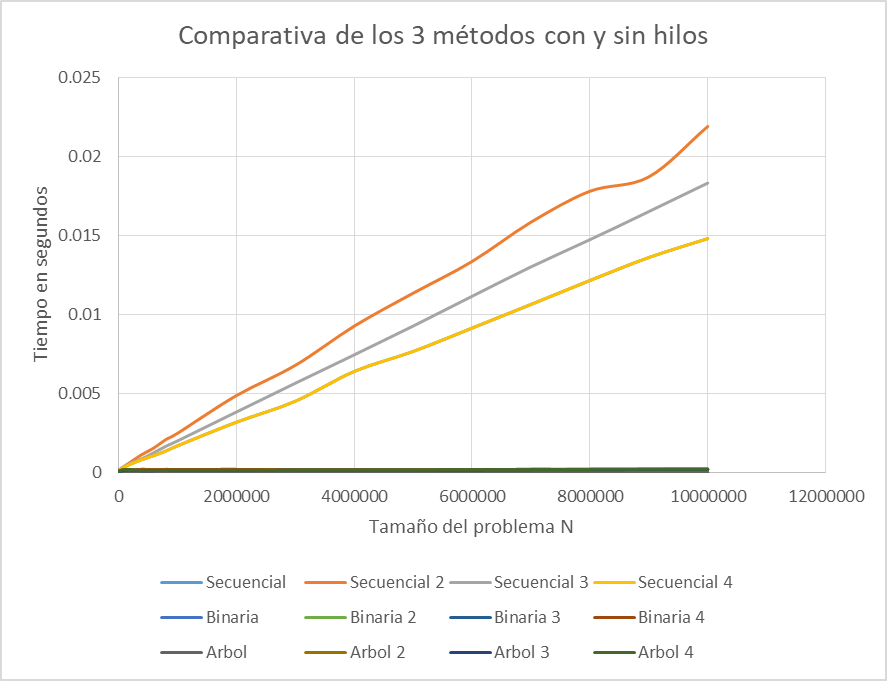 Comparativa de los 3 métodos con y sin hilos
0.025
0.02
0.015
0.01
0.005
0
Tiempo en segundos
0 2000000 4000000 6000000 8000000 10000000 12000000
Tamaño del problema N
Secuencial Secuencial 2 Secuencial 3 Secuencial 4
Binaria Binaria 2 Binaria 3 Binaria 4
Arbol Arbol 2 Arbol 3 Arbol 4